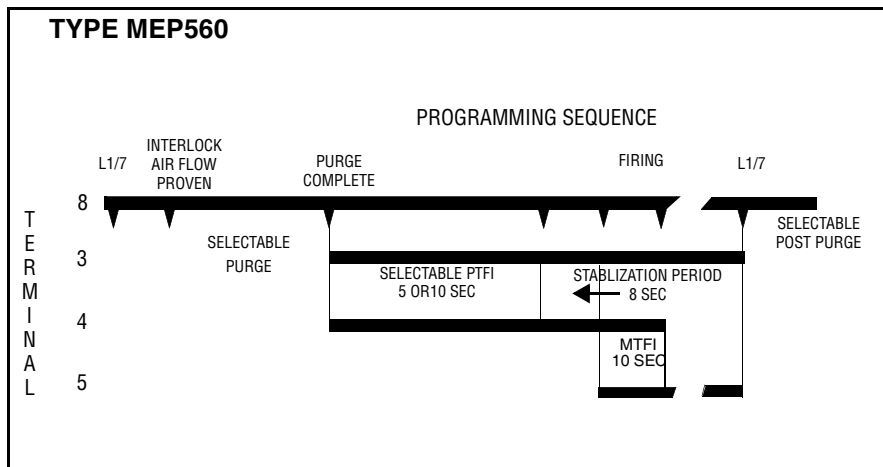 TYPE MEP560
PROGRAMMING SEQUENCE
L1/7
INTERLOCK
AIR FLOW
PROVEN
PURGE
COMPLETE
FIRING
L1/7
TERMINAL
8
SELECTABLE
POST PURGE
SELECTABLE
PURGE
3
SELECTABLE PTFI
5 OR10 SEC
STABLIZATION PERIOD
8 SEC
4
MTFI
10 SEC
5